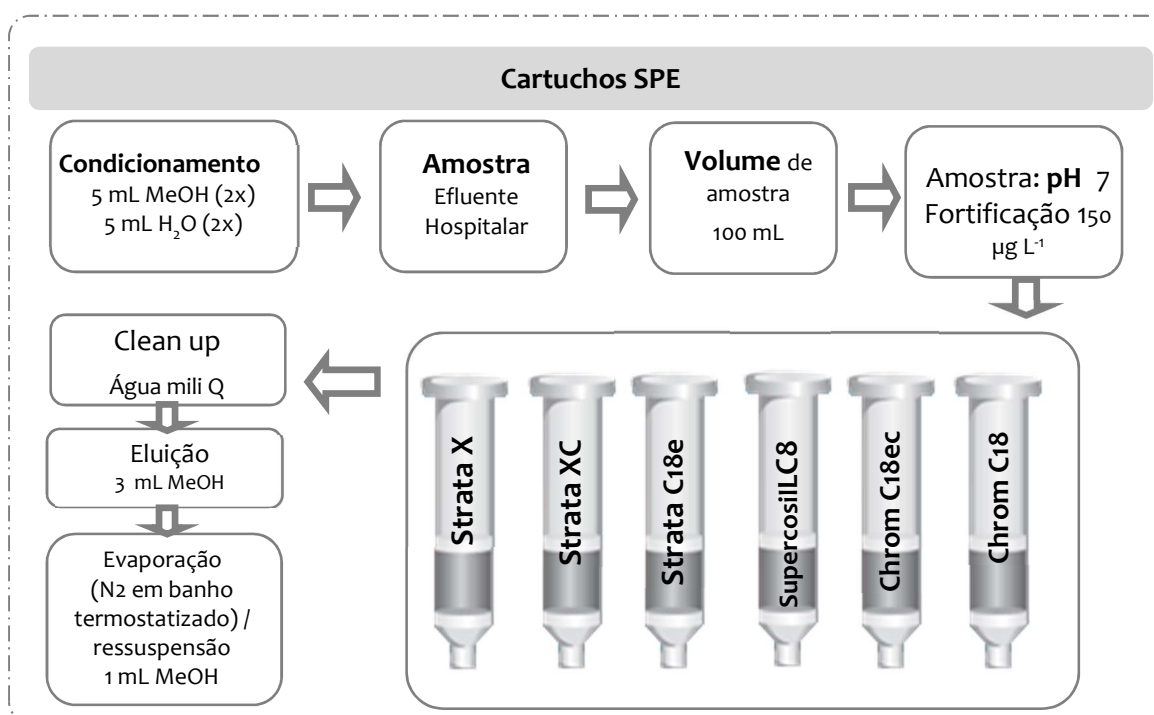 Cartuchos SPE
Condicionamento
5 mL MeOH (2x)
5 mL H₂O (2x)
Amostra
Efluente
Hospitalar
Volume de
amostra
100 mL
Amostra: pH 7
Fortificação 150
µg L⁻¹
Strata X
Strata XC
Strata C18e
SupercosilLC8
Chrom C18ec
Chrom C18
Clean up
Água mili Q
Eluição
3 mL MeOH
Evaporação
(N2 em banho
termostatizado) /
ressuspensão
1 mL MeOH